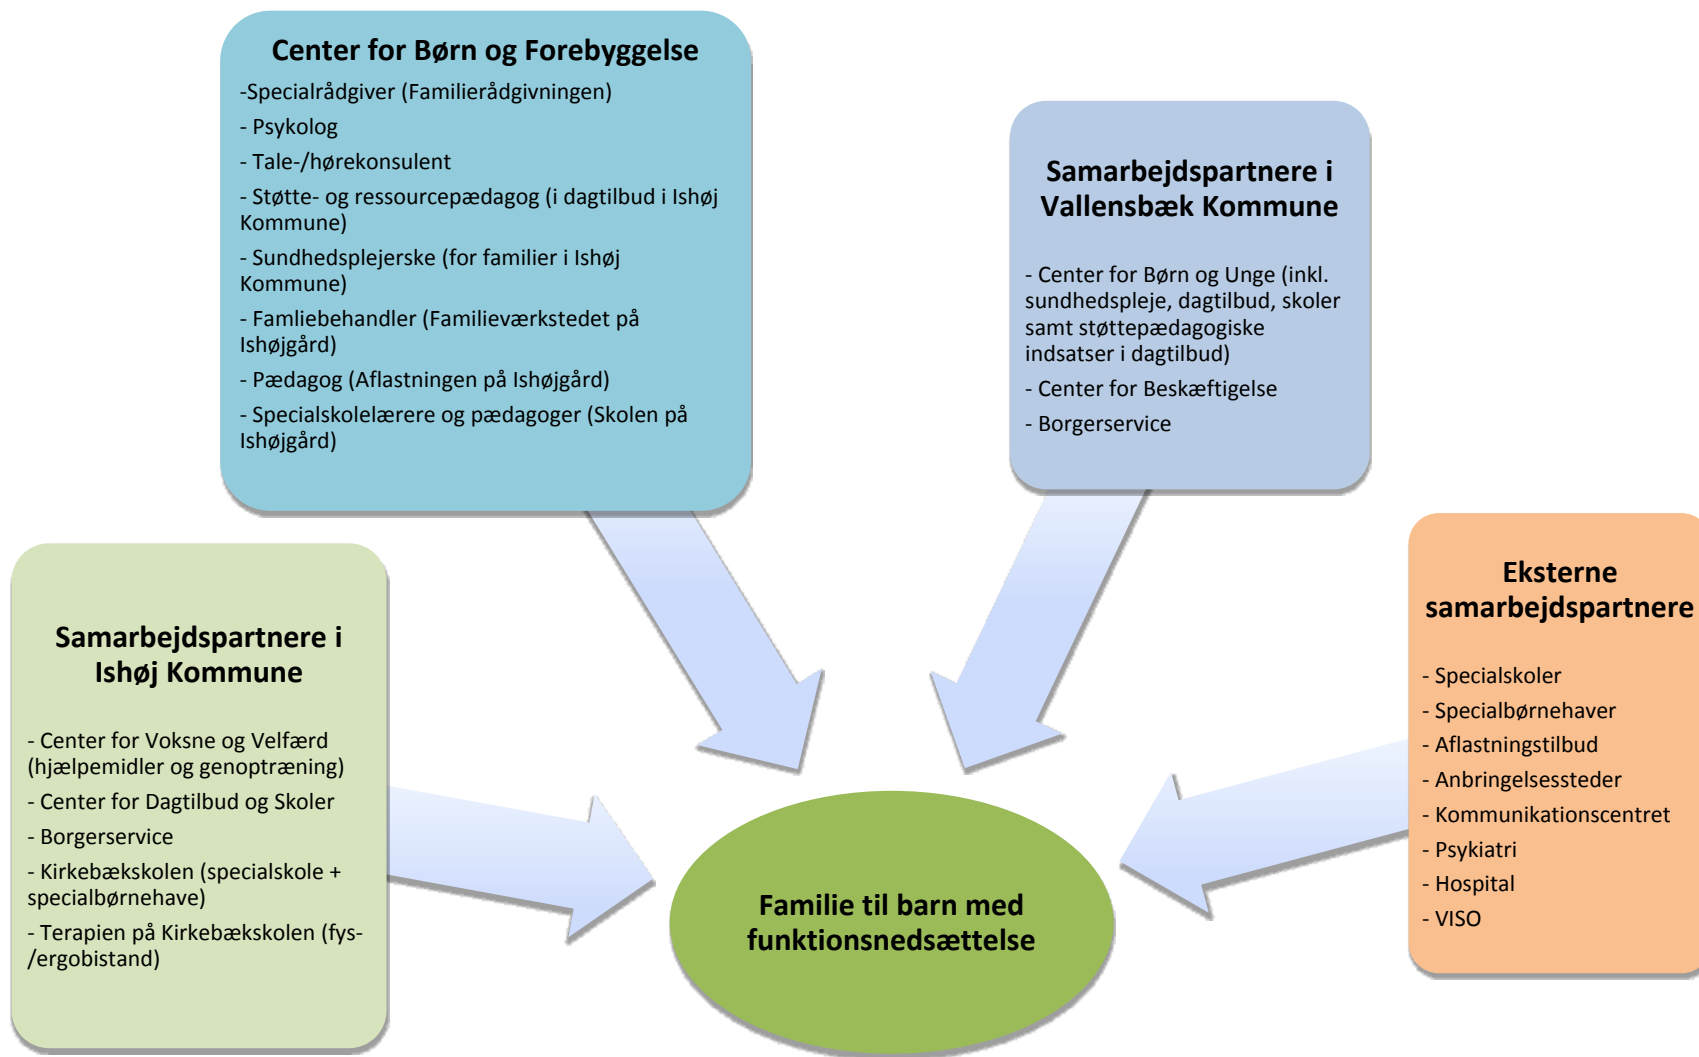 Center for Børn og Forebyggelse
-Specialrådgiver (Familierådgivningen)
- Psykolog
- Tale-/hørekonsulent
- Støtte- og ressourcepædagog (i dagtilbud i Ishøj
Kommune)
- Sundhedsplejerske (for familier i Ishøj
Kommune)
- Famliebehandler (Familieværkstedet på
Ishøjgård)
- Pædagog (Aflastningen på Ishøjgård)
- Specialskolelærere og pædagoger (Skolen på
Ishøjgård)
Samarbejdspartnere i
Vallensbæk Kommune
- Center for Børn og Unge (inkl.
sundhedspleje, dagtilbud, skoler
samt støttepædagogiske
indsatser i dagtilbud)
- Center for Beskæftigelse
- Borgerservice
Samarbejdspartnere i
Ishøj Kommune
- Center for Voksne og Velfærd
(hjælpemidler og genoptræning)
- Center for Dagtilbud og Skoler
- Borgerservice
- Kirkebækskolen (specialskole +
specialbørnehave)
- Terapien på Kirkebækskolen (fys-
/ergobistand)
Eksterne
samarbejdspartnere
- Specialskoler
- Specialbørnehaver
- Aflastningstilbud
- Anbringelsessteder
- Kommunikationscentret
- Psykiatri
- Hospital
- VISO
Familie til barn med
funktionsnedsættelse